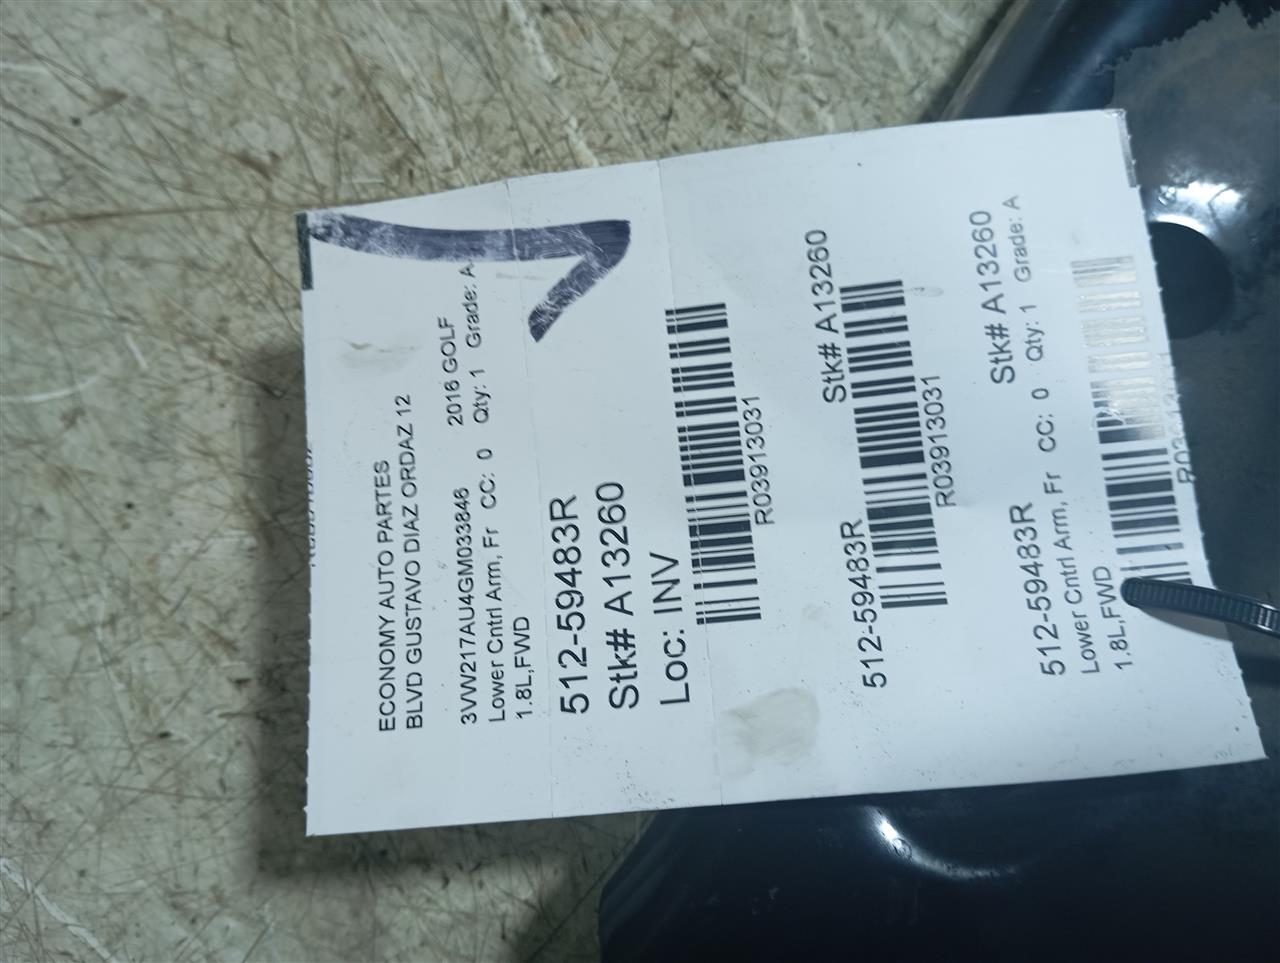 ECONOMY AUTO PARTES
BLVD GUSTAVO DIAZ ORDAZ 12
3VW217AU4GM033846 2016 GOLF
Lower Cntrl Arm, Fr CC: 0 Qty: 1 Grade: A
1.8L,FWD
512-59483R
Stk# A13260
Loc: INV
R03913031
512-59483R Stk# A13260
R03913031
512-59483R Stk# A13260
Lower Cntrl Arm, Fr CC: 0 Qty: 1 Grade: A
1.8L,FWD